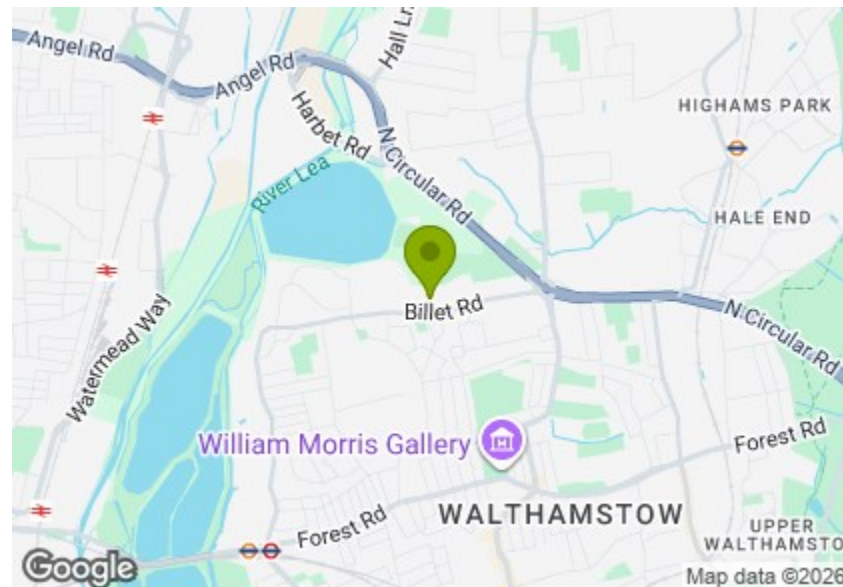 Angel Rd
Angel Rd
Hall Ln
Harbet Rd
HIGHAMS PARK
River Lea
N Circular Rd
HALE END
Watermead Way
Billet Rd
N Circular Rd
William Morris Gallery
Forest Rd
Forest Rd
WALTHAMSTOW
UPPER
WALTHAMSTO
Google
Map data ©2026